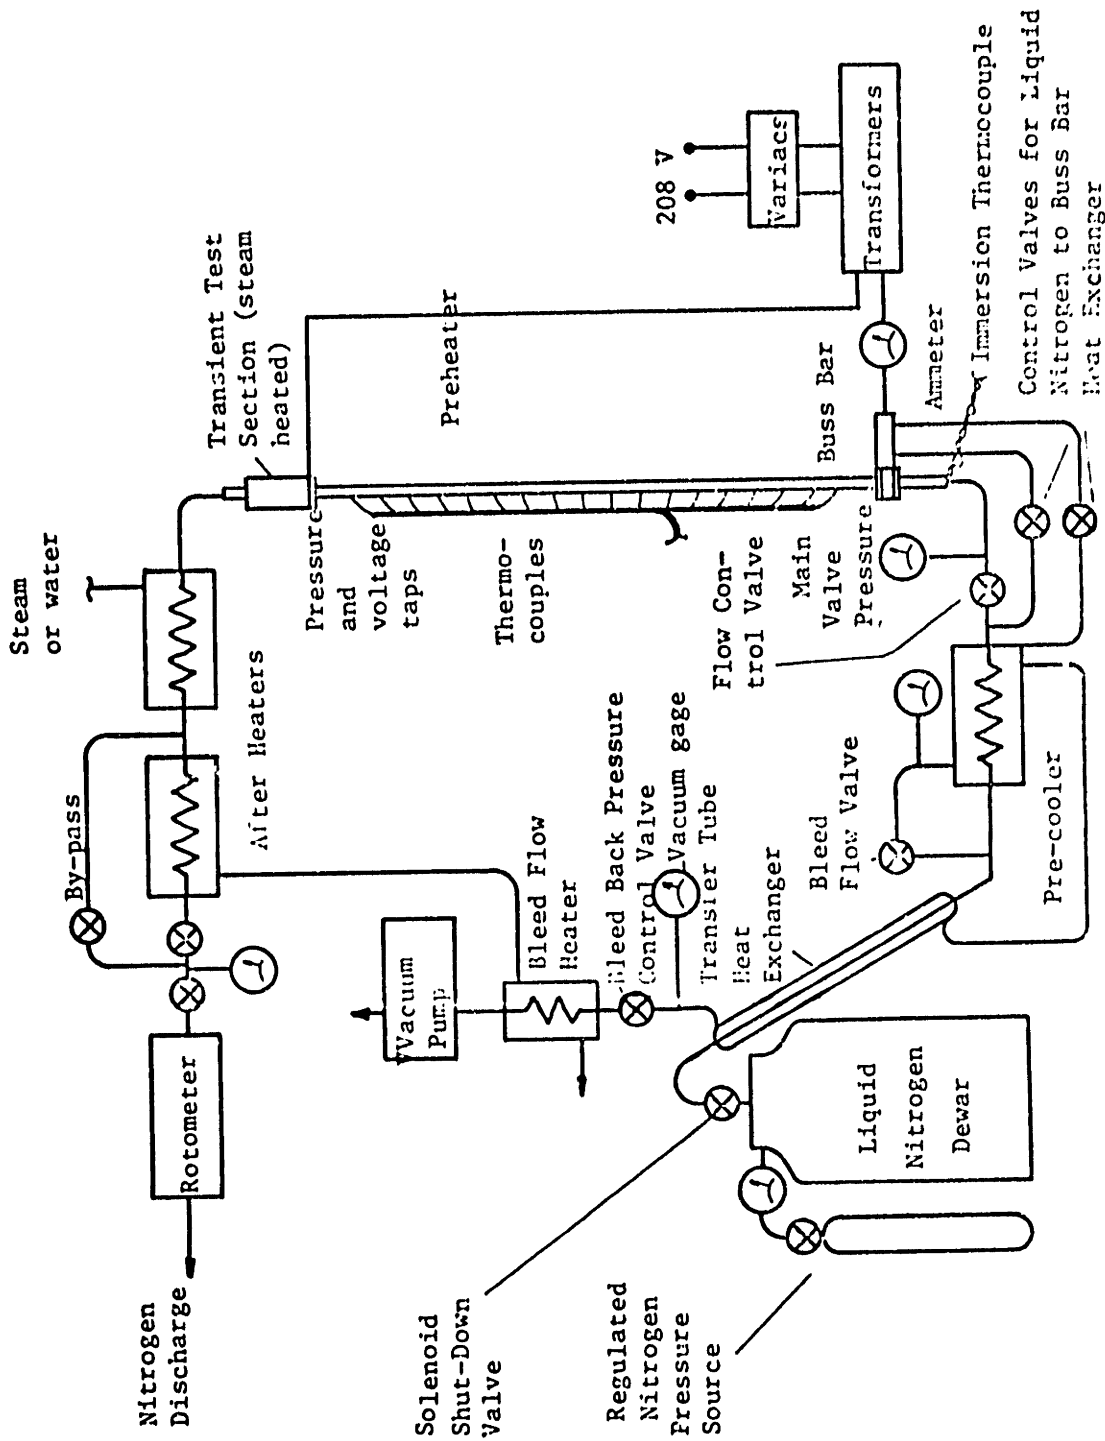 Steam
or water
Transient Test
Section (steam
heated)
208 V
Variacs
Transformers
Preheater
By-pass
After Heaters
Pressure
and
voltage
taps
Thermo-
couples
Buss Bar
Ammeter
Immersion Thermocouple
Control Valves for Liquid
Nitrogen to Buss Bar
Heat Exchanger
Flow Con-
trol Valve
Main
Valve
Pressure
Nitrogen
Discharge
Rotometer
Vacuum
Pump
Bleed Flow
Heater
Bleed Back Pressure
Control Valve
Vacuum gage
Transfer Tube
Heat
Exchanger
Bleed
Flow Valve
Pre-cooler
Solenoid
Shut-Down
Valve
Regulated
Nitrogen
Pressure
Source
Liquid
Nitrogen
Dewar